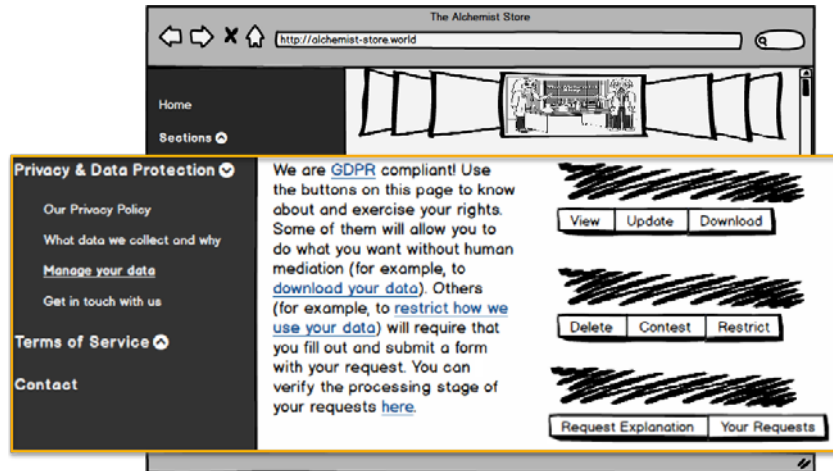 The Alchemist Store
http://alchemist-store.world
Home
Sections
Privacy & Data Protection
Our Privacy Policy
What data we collect and why
Manage your data
Get in touch with us
Terms of Service
Contact
We are GDPR compliant! Use
the buttons on this page to know
about and exercise your rights.
Some of them will allow you to
do what you want without human
mediation (for example, to
download your data). Others
(for example, to restrict how we
use your data) will require that
you fill out and submit a form
with your request. You can
verify the processing stage of
your requests here.
View Update Download
Delete Contest Restrict
Request Explanation Your Requests